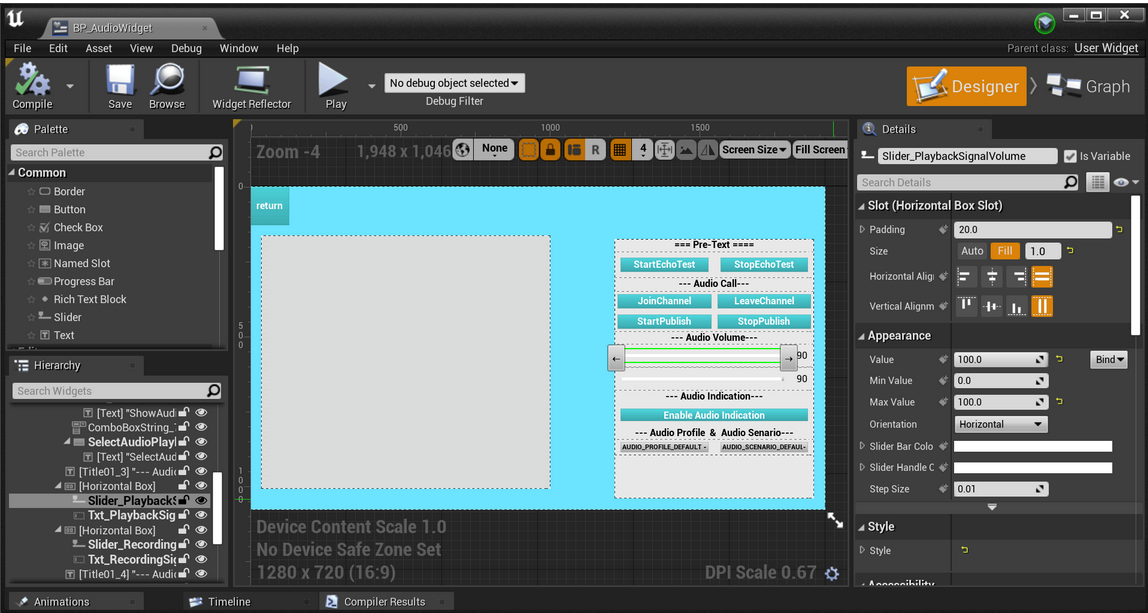 BP_AudioWidget
File Edit Asset View Debug Window Help
Parent class: User Widget
Compile Save Browse Widget Reflector Play
No debug object selected
Debug Filter
Designer
Graph
Palette
Search Palette
Common
Border
Button
Check Box
Image
Named Slot
Progress Bar
Rich Text Block
Slider
Text
Hierarchy
Search Widgets
[Text] "ShowAudi
ComboBoxString_
SelectAudioPlayl
[Text] "SelectAud
[Title01_3] "--- Audio
[Horizontal Box]
Slider_PlaybackS
Txt_PlaybackSig
[Horizontal Box]
Slider_Recording
Txt_RecordingSi
[Title01_4] "--- Audio
500 1000 1500
Zoom -4
1,948 x 1,046
None
R
4
Screen Size
Fill Screen
0
500
1000
return
=== Pre-Text ====
StartEchoTest StopEchoTest
--- Audio Call---
JoinChannel LeaveChannel
StartPublish StopPublish
--- Audio Volume---
90
90
--- Audio Indication---
Enable Audio Indication
--- Audio Profile & Audio Senario---
AUDIO_PROFILE_DEFAULT - AUDIO_SCENARIO_DEFAUL-
Device Content Scale 1.0
No Device Safe Zone Set
1280 x 720 (16:9)
DPI Scale 0.67
Details
Slider_PlaybackSignalVolume
Is Variable
Search Details
Slot (Horizontal Box Slot)
Padding 20.0
Size Auto Fill 1.0
Horizontal Align
Vertical Alignm
Appearance
Value 100.0 Bind
Min Value 0.0
Max Value 100.0
Orientation Horizontal
Slider Bar Colo
Slider Handle C
Step Size 0.01
Style
Style
Accessibility
Animations
Timeline
Compiler Results